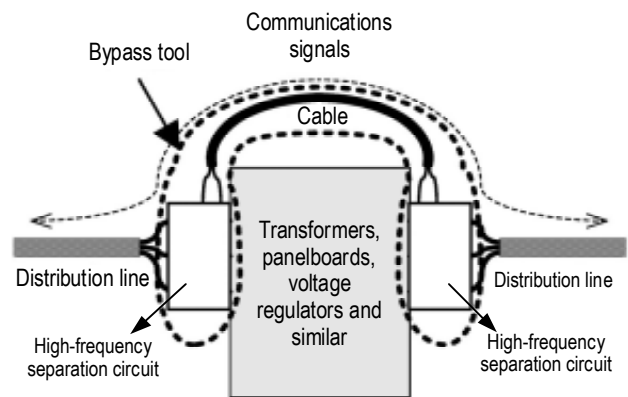 Communications
signals
Bypass tool
Cable
Transformers,
panelboards,
voltage
regulators and
similar
Distribution line
Distribution line
High-frequency
separation circuit
High-frequency
separation circuit